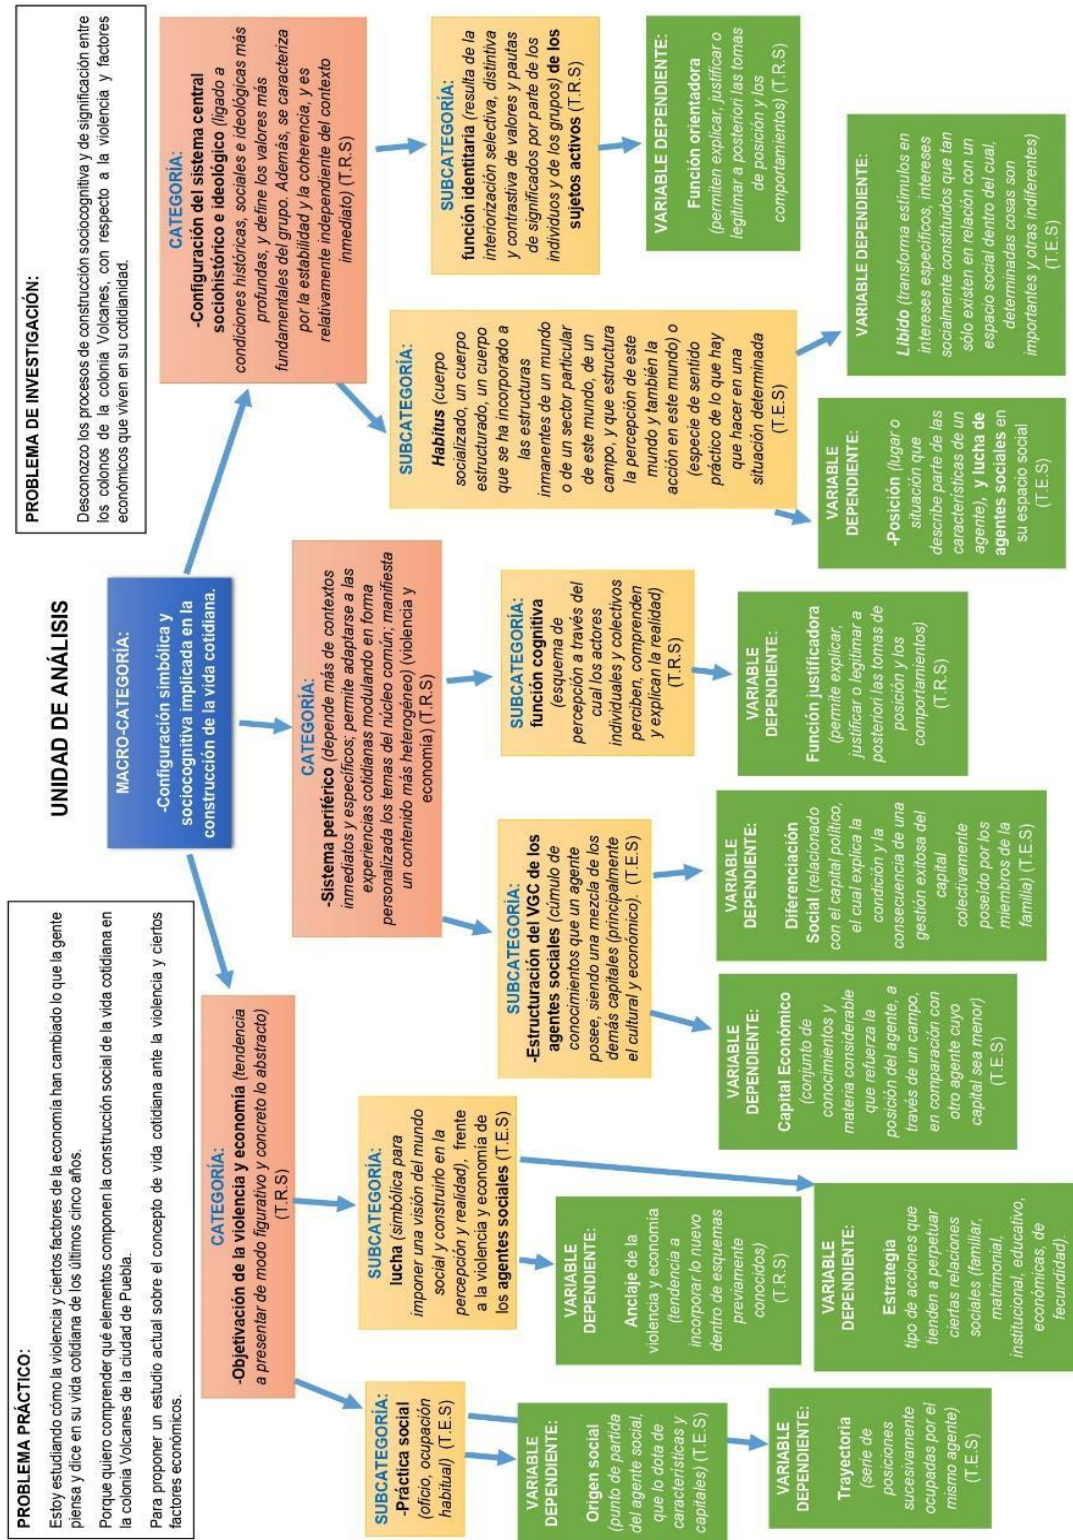 PROBLEMA PRÁCTICO:
Estoy estudiando cómo la violencia y ciertos factores de la economía han cambiado lo que la gente
piensa y dice en su vida cotidiana de los últimos cinco años.
Porque quiero comprender qué elementos componen la construcción social de la vida cotidiana en
la colonia Volcanes de la ciudad de Puebla.
Para proponer un estudio actual sobre el concepto de vida cotidiana ante la violencia y ciertos
factores económicos.
UNIDAD DE ANÁLISIS
PROBLEMA DE INVESTIGACIÓN:
Desconozco los procesos de construcción sociocognitiva y de significación entre
los colonos de la colonia Volcanes, con respecto a la violencia y factores
económicos que viven en su cotidianidad.
MACRO-CATEGORÍA:
-Configuración simbólica y
sociocognitiva implicada en la
construcción de la vida cotidiana.
CATEGORÍA:
-Objetivación de la violencia y economía (tendencia
a presentar de modo figurativo y concreto lo abstracto)
(T.R.S)
CATEGORÍA:
-Sistema periférico (depende más de contextos
inmediatos y específicos; permite adaptarse a las
experiencias cotidianas modulando en forma
personalizada los temas del núcleo común; manifiesta
un contenido más heterogéneo) (violencia y
economía) (T.R.S)
CATEGORÍA:
-Configuración del sistema central
sociohistórico e ideológico (ligado a
condiciones históricas, sociales e ideológicas más
profundas, y define los valores más
fundamentales del grupo. Además, se caracteriza
por la estabilidad y la coherencia, y es
relativamente independiente del contexto
inmediato) (T.R.S)
SUBCATEGORÍA:
-Práctica social
(oficio, ocupación
habitual) (T.E.S)
SUBCATEGORÍA:
lucha (simbólica para
imponer una visión del mundo
social y construirlo en la
percepción y realidad), frente
a la violencia y economía de
los agentes sociales (T.E.S)
SUBCATEGORÍA:
-Estructuración del VGC de los
agentes sociales (cúmulo de
conocimientos que un agente
posee, siendo una mezcla de los
demás capitales (principalmente
el cultural y económico). (T.E.S)
SUBCATEGORÍA:
función cognitiva
(esquema de
percepción a través del
cual los actores
individuales y colectivos
perciben, comprenden
y explican la realidad)
(T.R.S)
SUBCATEGORÍA:
Habitus (cuerpo
socializado, un cuerpo
estructurado, un cuerpo
que se ha incorporado a
las estructuras
inmanentes de un mundo
o de un sector particular
de este mundo, de un
campo, y que estructura
la percepción de este
mundo y también la
acción en este mundo) o
(especie de sentido
práctico de lo que hay
que hacer en una
situación determinada
(T.E.S)
SUBCATEGORÍA:
función identitaria (resulta de la
interiorización selectiva, distintiva
y contrastiva de valores y pautas
de significados por parte de los
individuos y de los grupos) de los
sujetos activos (T.R.S)
VARIABLE
DEPENDIENTE:
Origen social
(punto de partida
del agente social,
que lo dota de
características y
capitales) (T.E.S)
VARIABLE
DEPENDIENTE:
Anclaje de la
violencia y economía
(tendencia a
incorporar lo nuevo
dentro de esquemas
previamente
conocidos)
(T.R.S)
VARIABLE
DEPENDIENTE:
Capital Económico
(conjunto de
conocimientos y
materia considerable
que refuerza la
posición del agente, a
través de un campo,
en comparación con
otro agente cuyo
capital sea menor)
(T.E.S)
VARIABLE
DEPENDIENTE:
Diferenciación
Social (relacionado
con el capital político,
el cual explica la
condición y la
consecuencia de una
gestión exitosa del
capital
colectivamente
poseído por los
miembros de la
familia) (T.E.S)
VARIABLE
DEPENDIENTE:
Función justificadora
(permite explicar,
justificar o legitimar a
posteriori las tomas de
posición y los
comportamientos)
(T.R.S)
VARIABLE DEPENDIENTE:
Función orientadora
(permiten explicar, justificar o
legitimar a posteriori las tomas
de posición y los
comportamientos) (T.R.S)
VARIABLE
DEPENDIENTE:
Trayectoria
(serie de
posiciones
sucesivamente
ocupadas por el
mismo agente)
(T.E.S)
VARIABLE
DEPENDIENTE:
Estrategia
tipo de acciones que
tienden a perpetuar
ciertas relaciones
sociales (familiar,
matrimonial,
institucional, educativo,
económicas, de
fecundidad).
VARIABLE
DEPENDIENTE:
-Posición (lugar o
situación que
describe parte de las
características de un
agente), y lucha de
agentes sociales en
su espacio social
(T.E.S)
VARIABLE DEPENDIENTE:
Libido (transforma estímulos en
intereses específicos, intereses
socialmente constituidos que tan
sólo existen en relación con un
espacio social dentro del cual,
determinadas cosas son
importantes y otras indiferentes)
(T.E.S)